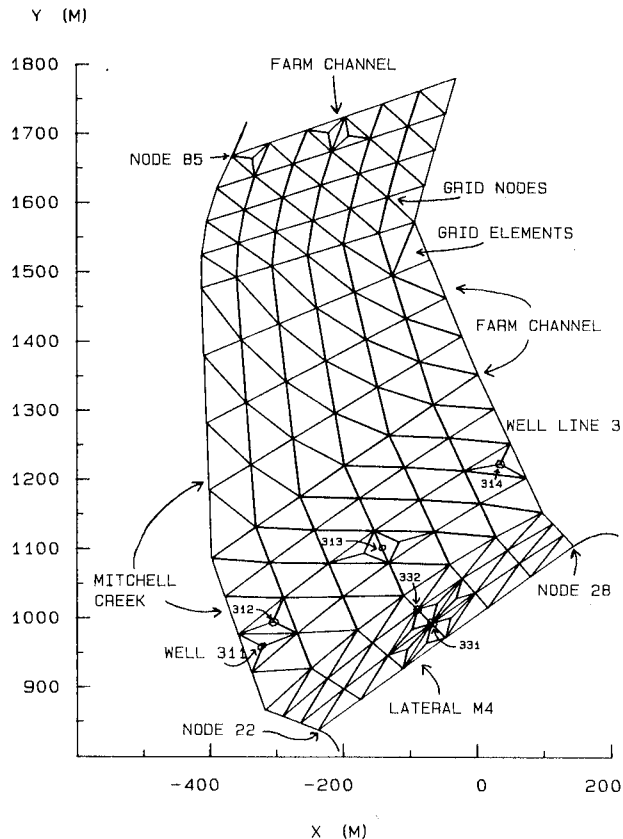 Y (M)
1800
FARM CHANNEL
1700
NODE 85
1600
GRID NODES
GRID ELEMENTS
1500
FARM CHANNEL
1400
1300
WELL LINE 3
1200
314
1100
313
332
MITCHELL
CREEK
NODE 28
1000
312
331
WELL 311
900
LATERAL M4
NODE 22
-400
-200
0
200
X (M)